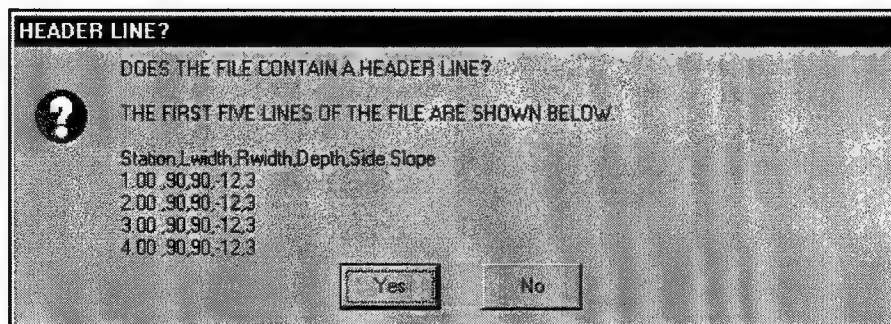 HEADER LINE?
DOES THE FILE CONTAIN A HEADER LINE?
THE FIRST FIVE LINES OF THE FILE ARE SHOWN BELOW.
Station,Lwidth,Rwidth,Depth,Side Slope
1.00 ,90,90,-12,3
2.00 ,90,90,-12,3
3.00 ,90,90,-12,3
4.00 ,90,90,-12,3
Yes No